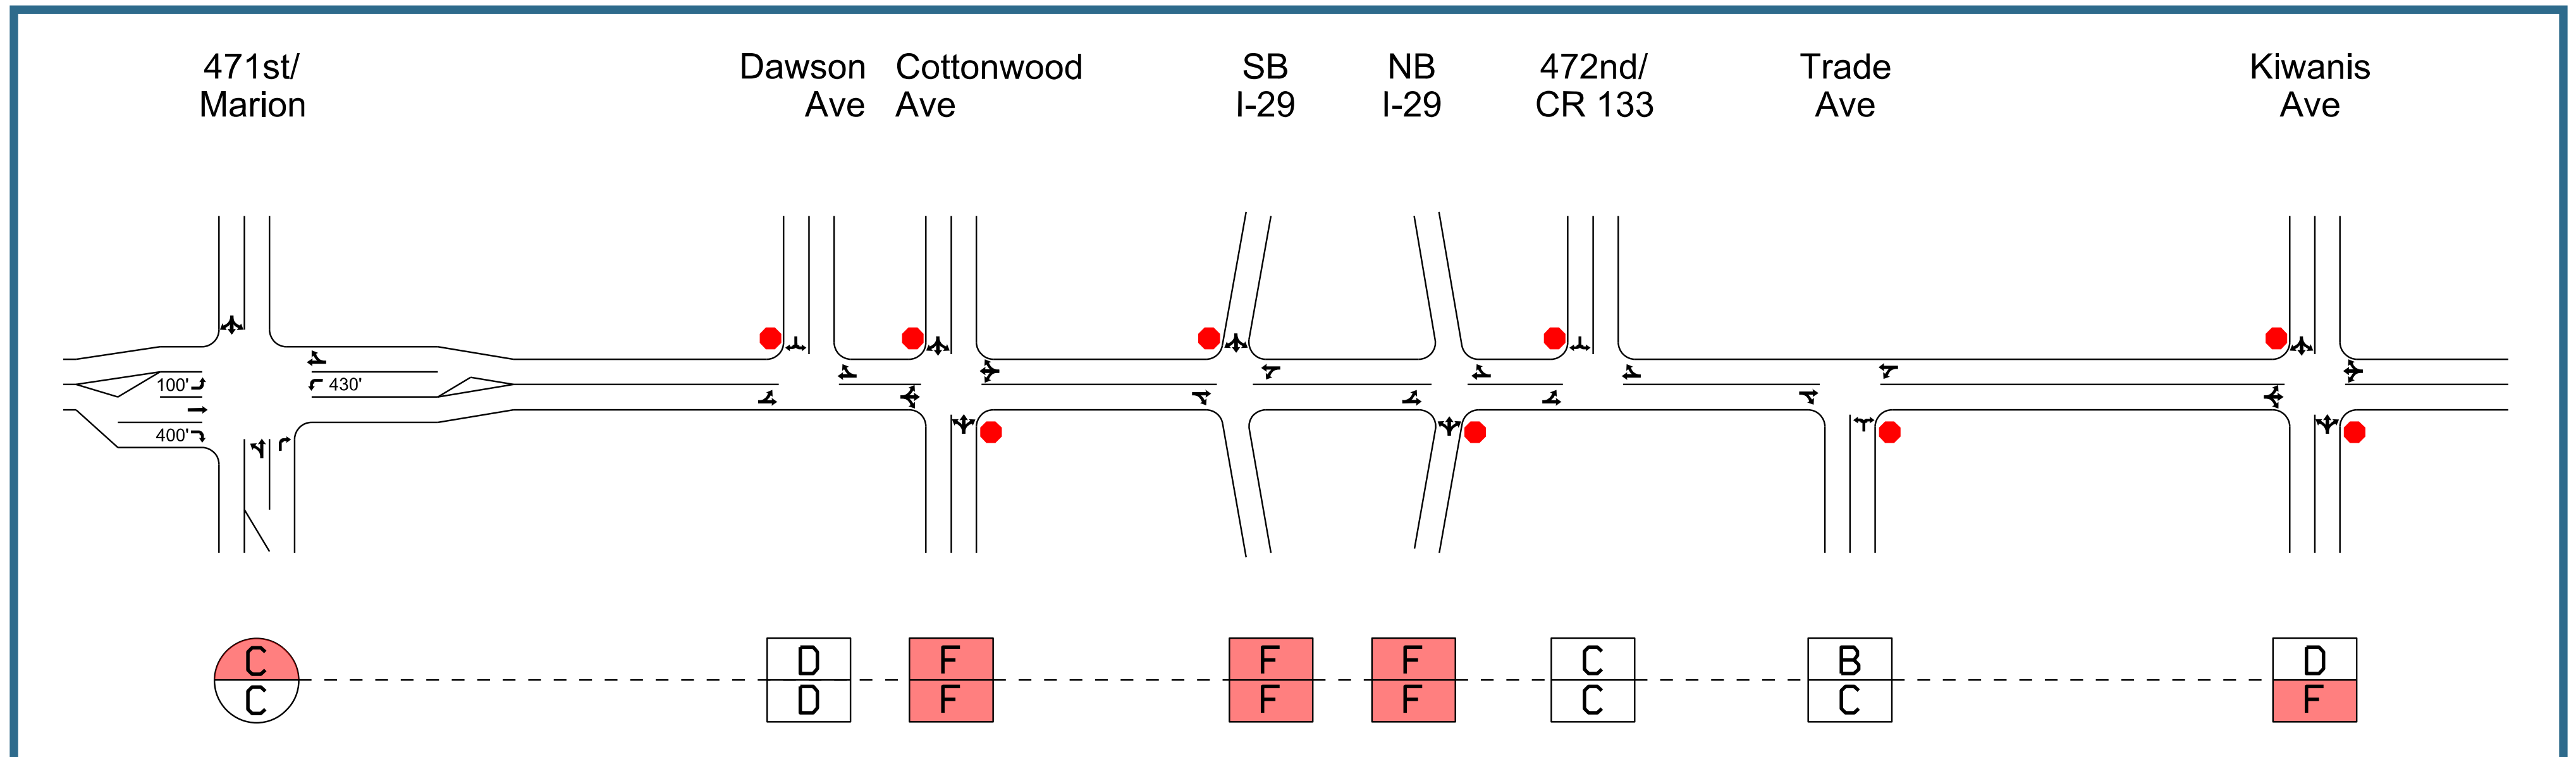 471st/
Marion
Dawson
Ave
Cottonwood
Ave
SB
I-29
NB
I-29
472nd/
CR 133
Trade
Ave
Kiwanis
Ave
100'
430'
400'
C
C
D
D
F
F
F
F
F
F
C
C
B
C
D
F